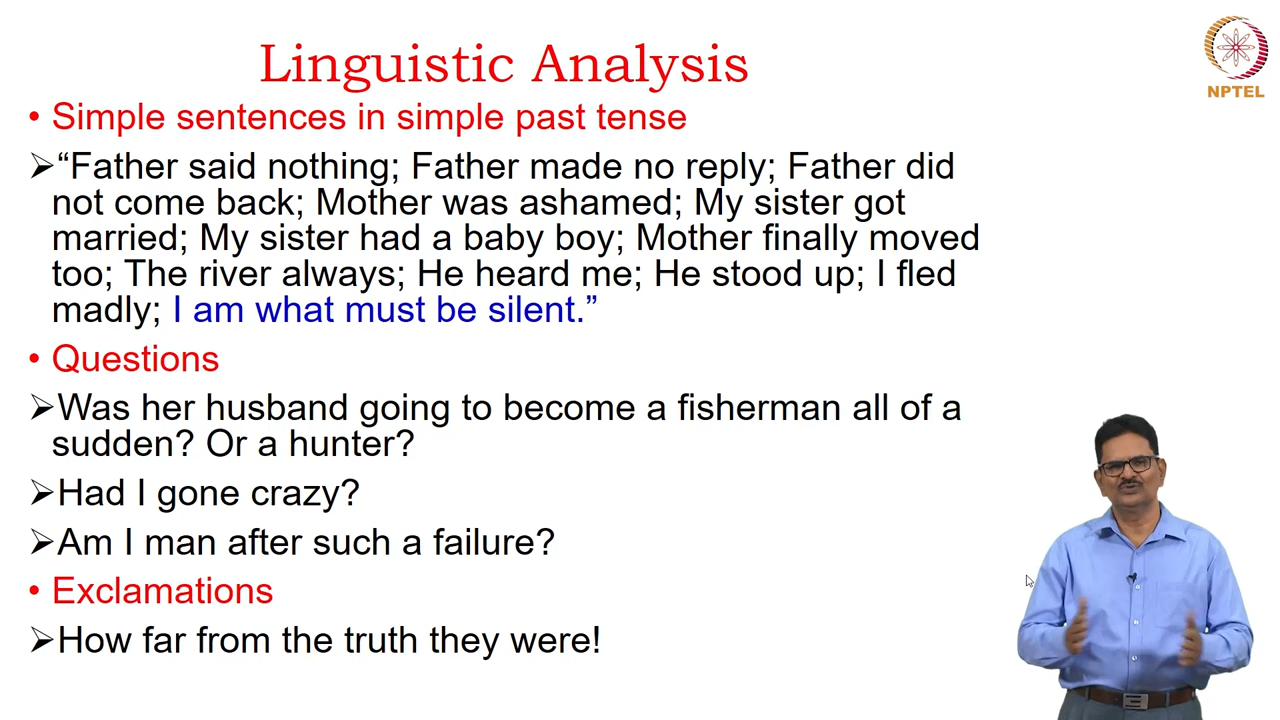 Linguistic Analysis
NPTEL
• Simple sentences in simple past tense
➢“Father said nothing; Father made no reply; Father did
not come back; Mother was ashamed; My sister got
married; My sister had a baby boy; Mother finally moved
too; The river always; He heard me; He stood up; I fled
madly; I am what must be silent.”
• Questions
➢Was her husband going to become a fisherman all of a
sudden? Or a hunter?
➢Had I gone crazy?
➢Am I man after such a failure?
• Exclamations
➢How far from the truth they were!